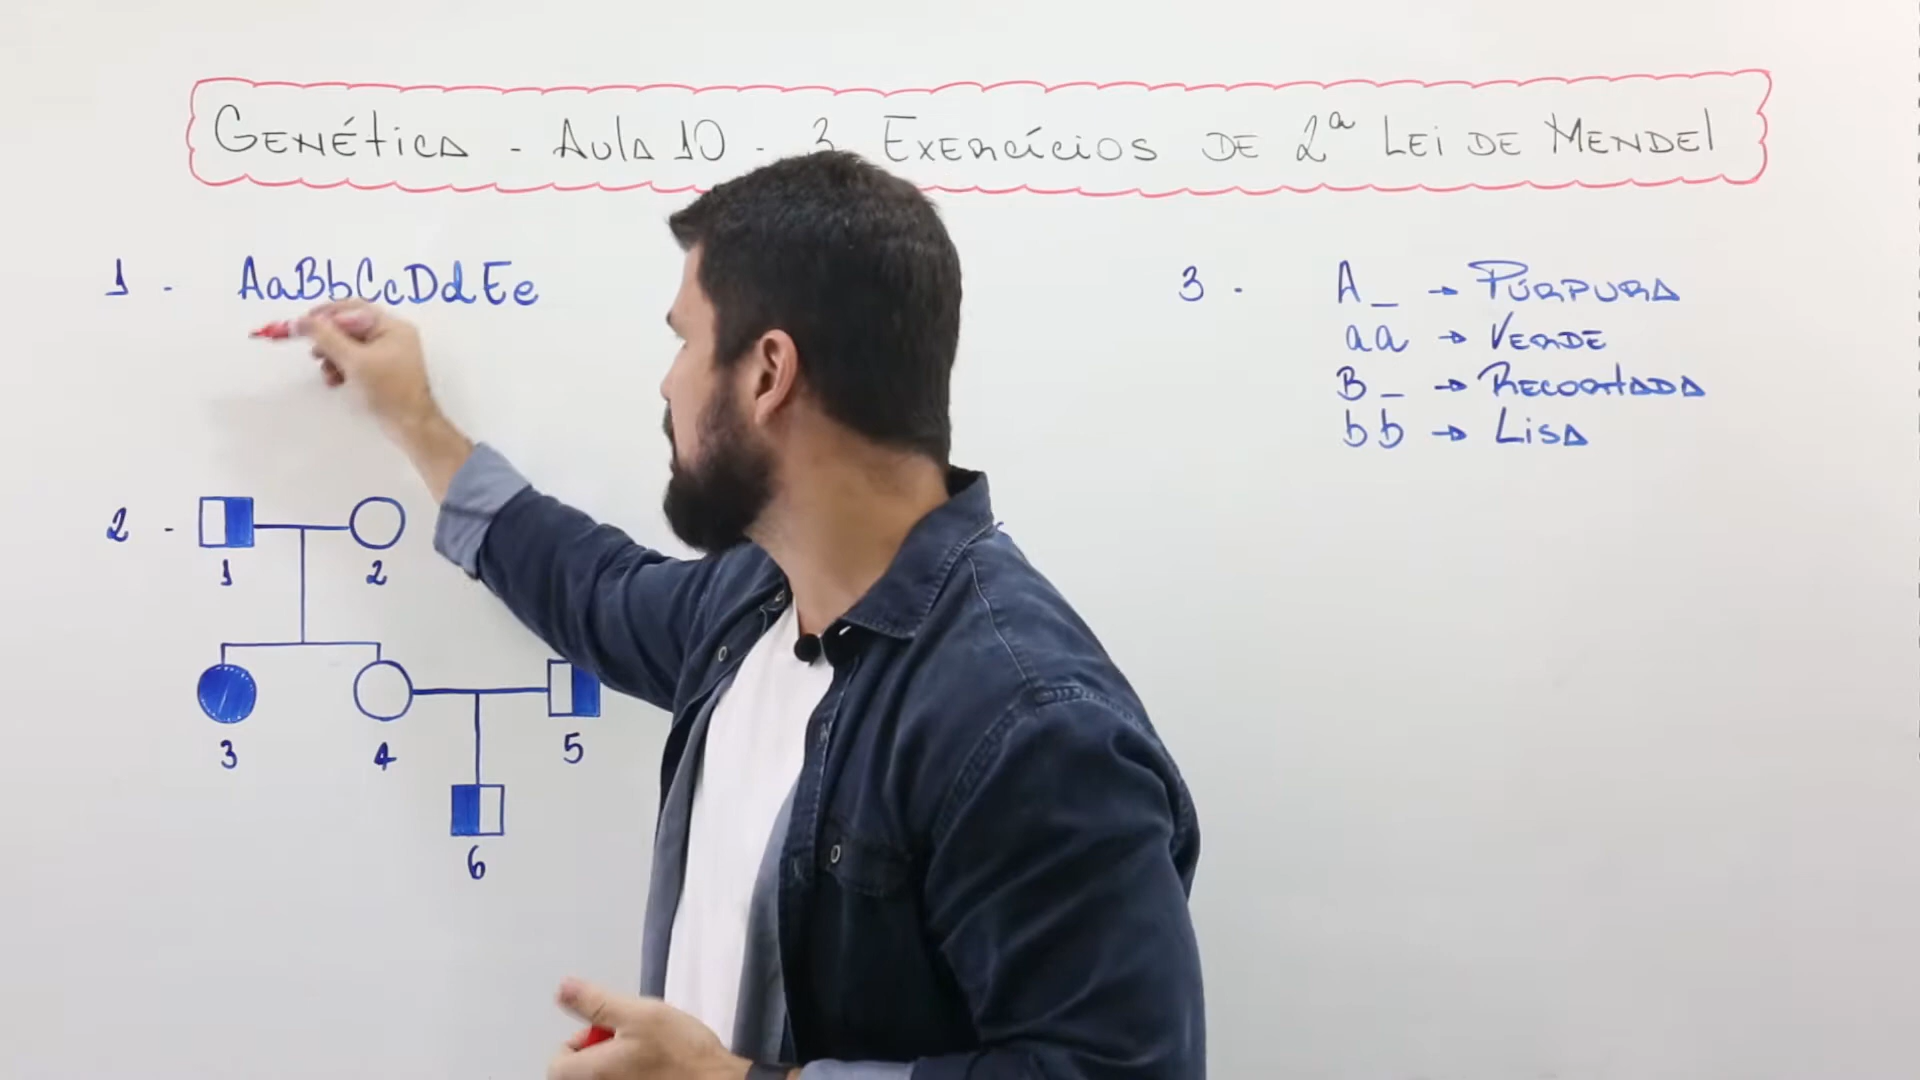 GENÉTICA - AULA 10 - 3 EXERCÍCIOS DE 2ª LEI DE MENDEL
1 - AaBbCcDdEe
3 - A_ → PÚRPURA
aa → VERDE
B_ → RECORTADA
bb → LISA
2 -
1 2
3 4 5
6